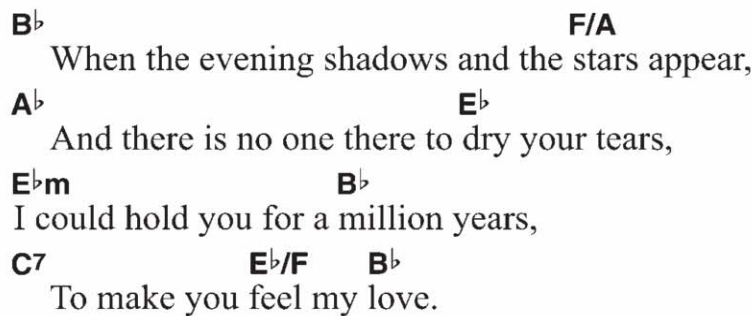 B♭ F/A
When the evening shadows and the stars appear,
A♭ E♭
And there is no one there to dry your tears,
E♭m B♭
I could hold you for a million years,
C7 E♭/F B♭
To make you feel my love.